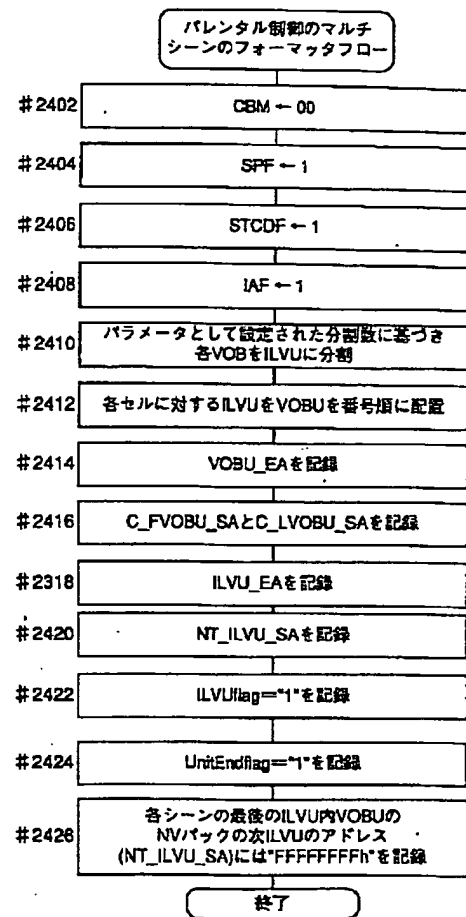 パレンタル制御のマルチ
シーンのフォーマッタフロー
#2402 CBM ← 00
#2404 SPF ← 1
#2406 STCDF ← 1
#2408 IAF ← 1
#2410 パラメータとして設定された分割数に基づき
各VOBをILVUに分割
#2412 各セルに対するILVUをVOBUを番号順に配置
#2414 VOBU_EAを記録
#2416 C_FVOBU_SAとC_LVOBU_SAを記録
#2318 ILVU_EAを記録
#2420 NT_ILVU_SAを記録
#2422 ILVUflag="1"を記録
#2424 UnitEndflag="1"を記録
#2426 各シーンの最後のILVU内VOBUの
NVパックの次ILVUのアドレス
(NT_ILVU_SA)には"FFFFFFFFh"を記録
終了